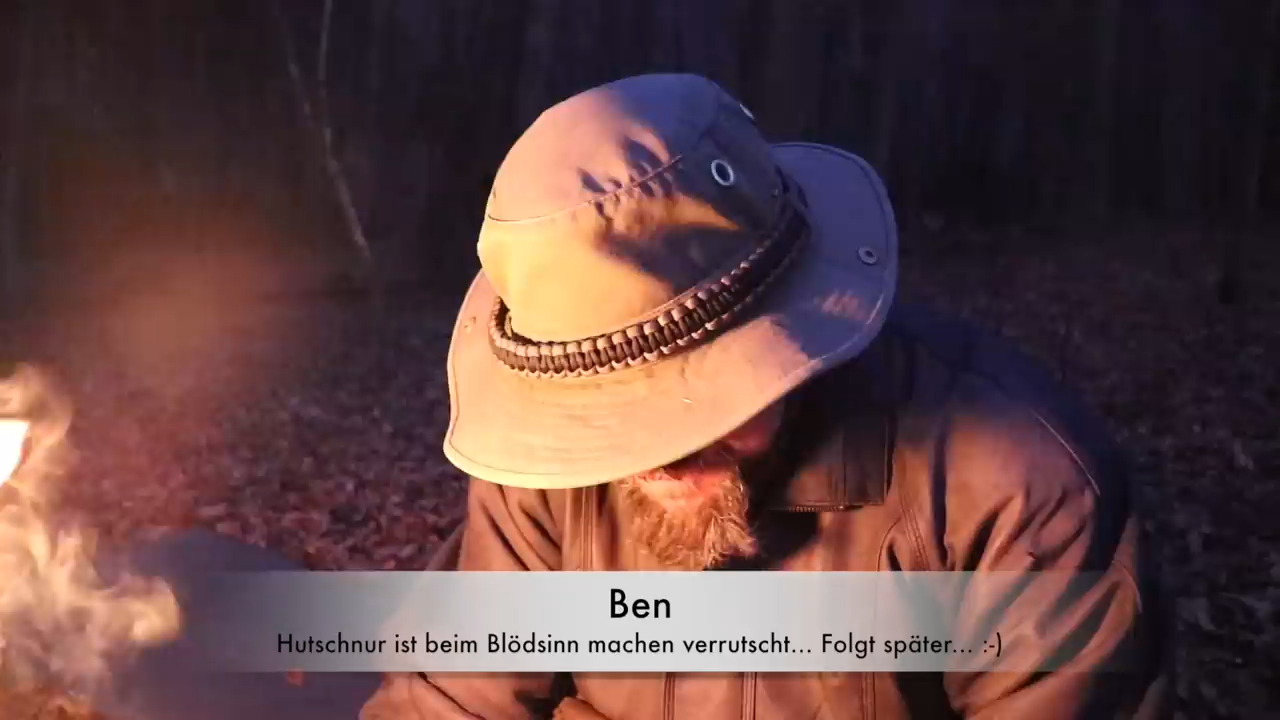 Ben
Hutschnur ist beim Blödsinn machen verrutscht... Folgt später... :-)